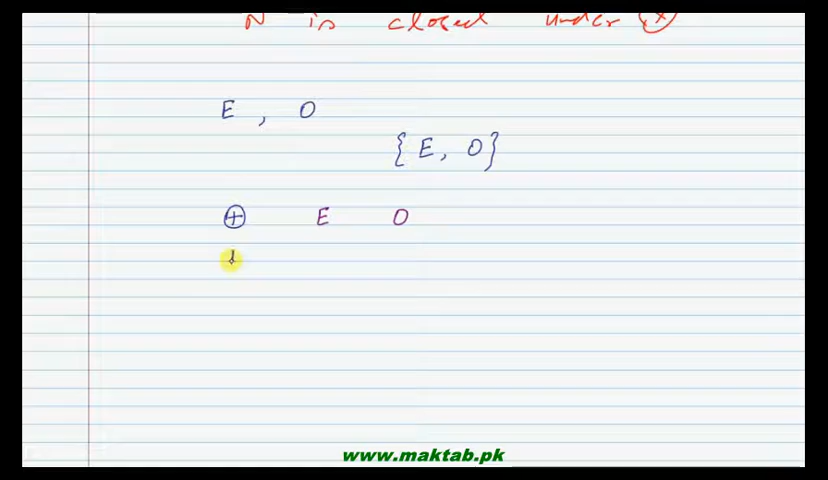 N is closed under (x)
E , O
{E, O}
⊕ E O
www.maktab.pk